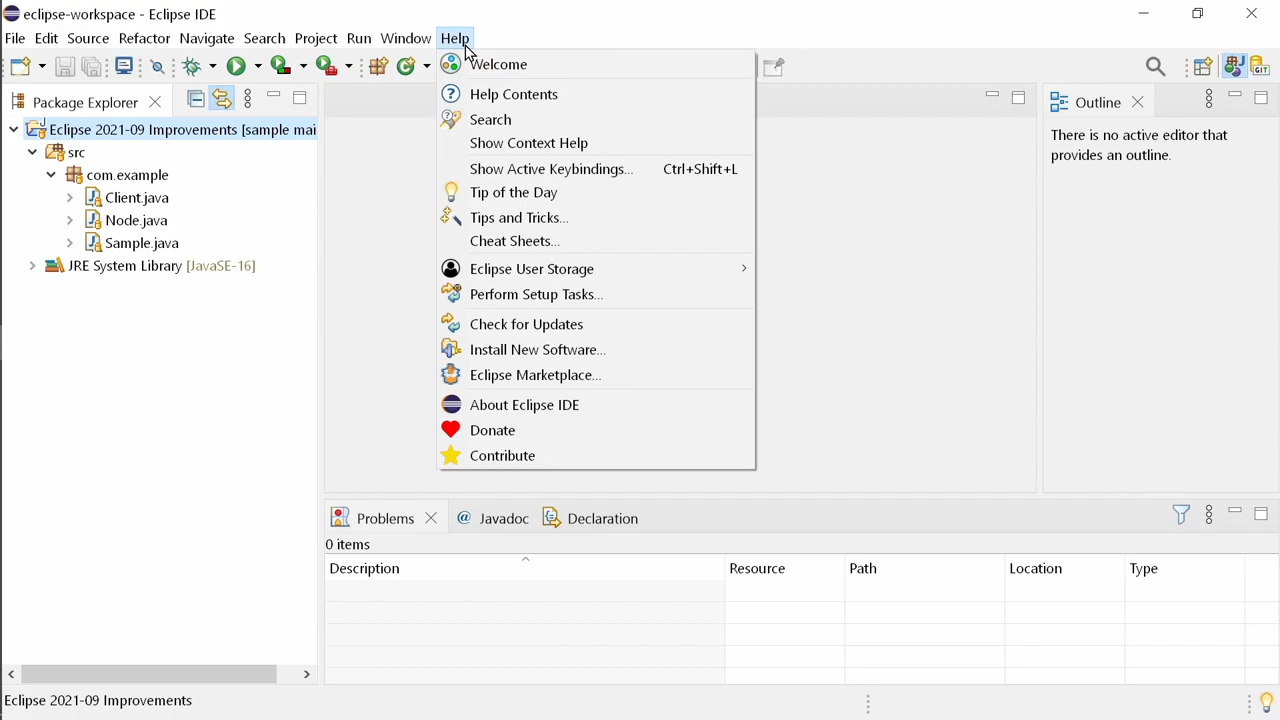 eclipse-workspace - Eclipse IDE
File Edit Source Refactor Navigate Search Project Run Window Help
Package Explorer
Eclipse 2021-09 Improvements [sample mai
src
com.example
Client.java
Node.java
Sample.java
JRE System Library [JavaSE-16]
Welcome
Help Contents
Search
Show Context Help
Show Active Keybindings... Ctrl+Shift+L
Tip of the Day
Tips and Tricks...
Cheat Sheets...
Eclipse User Storage
Perform Setup Tasks...
Check for Updates
Install New Software...
Eclipse Marketplace...
About Eclipse IDE
Donate
Contribute
Outline
There is no active editor that
provides an outline.
Problems @ Javadoc Declaration
0 items
Description Resource Path Location Type
Eclipse 2021-09 Improvements